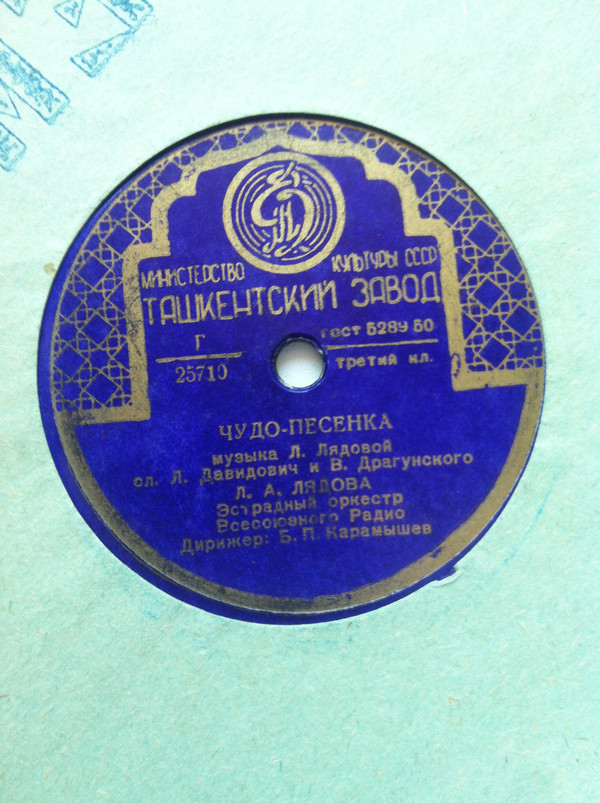 МИНИСТЕРСТВО КУЛЬТУРЫ СССР
ТАШКЕНТСКИЙ ЗАВОД
Г
25710
ГОСТ 5289 50
третий кл.
ЧУДО-ПЕСЕНКА
музыка Л. Лядовой
сл. Л. Давидович и В. Драгунского
Л. А. ЛЯДОВА
Эстрадный оркестр
Всесоюзного Радио
Дирижер: Б. П. Карамышев